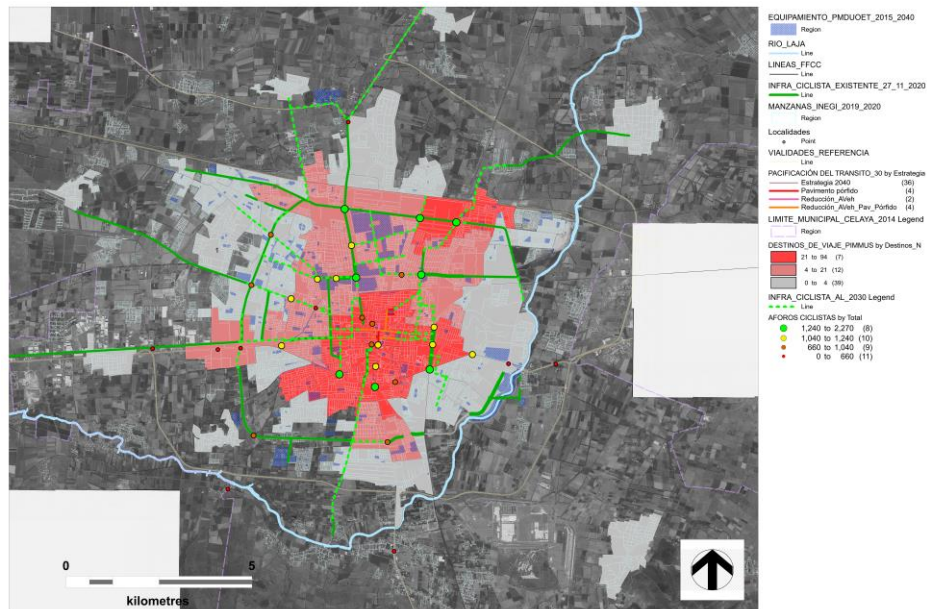 EQUIPAMIENTO_PMDUOET_2015_2040
Region
RIO_LAJA
Line
LINEAS_FFCC
Line
INFRA_CICLISTA_EXISTENTE_27_11_2020
Line
MANZANAS_INEGI_2019_2020
Region
Localidades
Point
VIALIDADES_REFERENCIA
Line
PACIFICACIÓN DEL TRANSITO_30 by Estrategia
Estrategia 2040 (36)
Pavimento pórfido (4)
Reducción_AVeh (2)
Reducción_AVeh_Pav_Pórfido (4)
LIMITE_MUNICIPAL_CELAYA_2014 Legend
Region
DESTINOS_DE_VIAJE_PIMMUS by Destinos_N
21 to 94 (7)
4 to 21 (12)
0 to 4 (39)
INFRA_CICLISTA_AL_2030 Legend
Line
AFOROS CICLISTAS by Total
1,240 to 2,270 (8)
1,040 to 1,240 (10)
660 to 1,040 (9)
0 to 660 (11)
0 5
kilometres